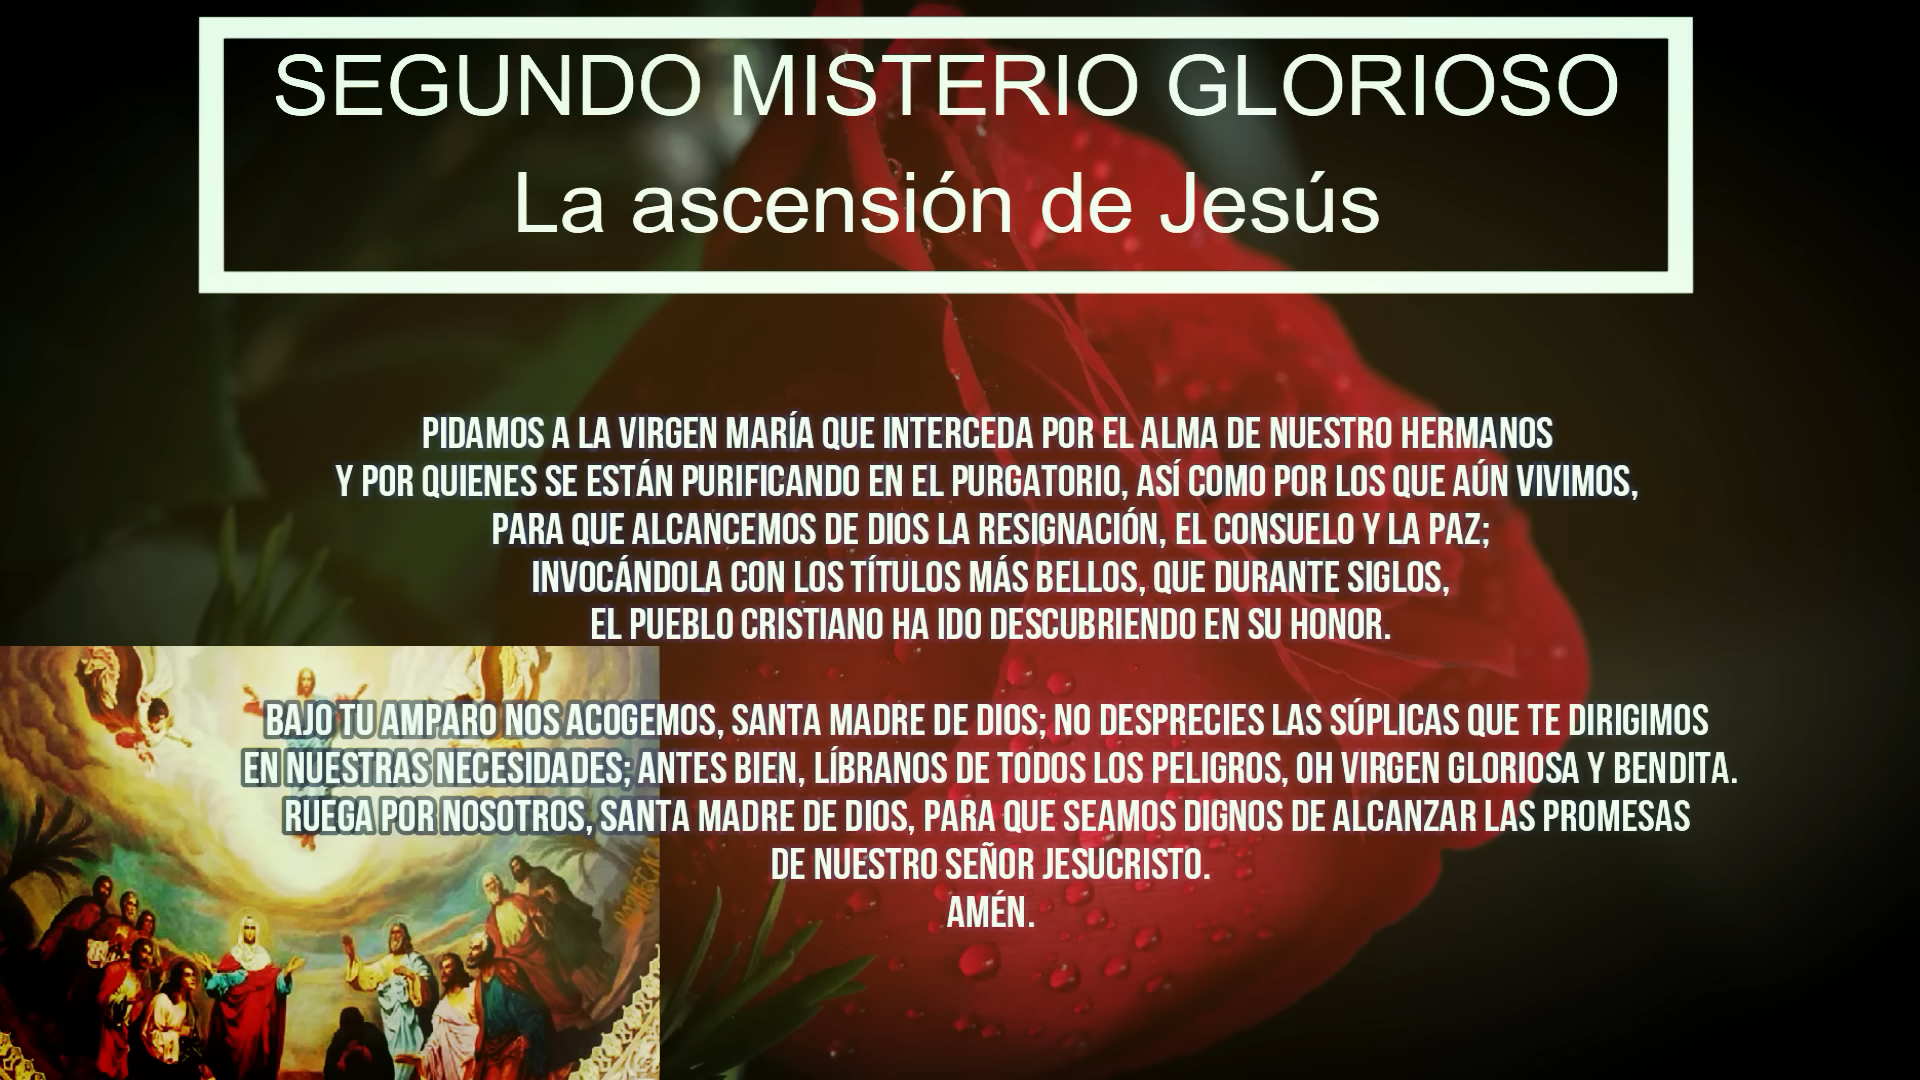 SEGUNDO MISTERIO GLORIOSO
La ascensión de Jesús
PIDAMOS A LA VIRGEN MARÍA QUE INTERCEDA POR EL ALMA DE NUESTRO HERMANOS
Y POR QUIENES SE ESTÁN PURIFICANDO EN EL PURGATORIO, ASÍ COMO POR LOS QUE AÚN VIVIMOS,
PARA QUE ALCANCEMOS DE DIOS LA RESIGNACIÓN, EL CONSUELO Y LA PAZ;
INVOCÁNDOLA CON LOS TÍTULOS MÁS BELLOS, QUE DURANTE SIGLOS,
EL PUEBLO CRISTIANO HA IDO DESCUBRIENDO EN SU HONOR.
BAJO TU AMPARO NOS ACOGEMOS, SANTA MADRE DE DIOS; NO DESPRECIES LAS SÚPLICAS QUE TE DIRIGIMOS
EN NUESTRAS NECESIDADES; ANTES BIEN, LÍBRANOS DE TODOS LOS PELIGROS, OH VIRGEN GLORIOSA Y BENDITA.
RUEGA POR NOSOTROS, SANTA MADRE DE DIOS, PARA QUE SEAMOS DIGNOS DE ALCANZAR LAS PROMESAS
DE NUESTRO SEÑOR JESUCRISTO.
AMÉN.